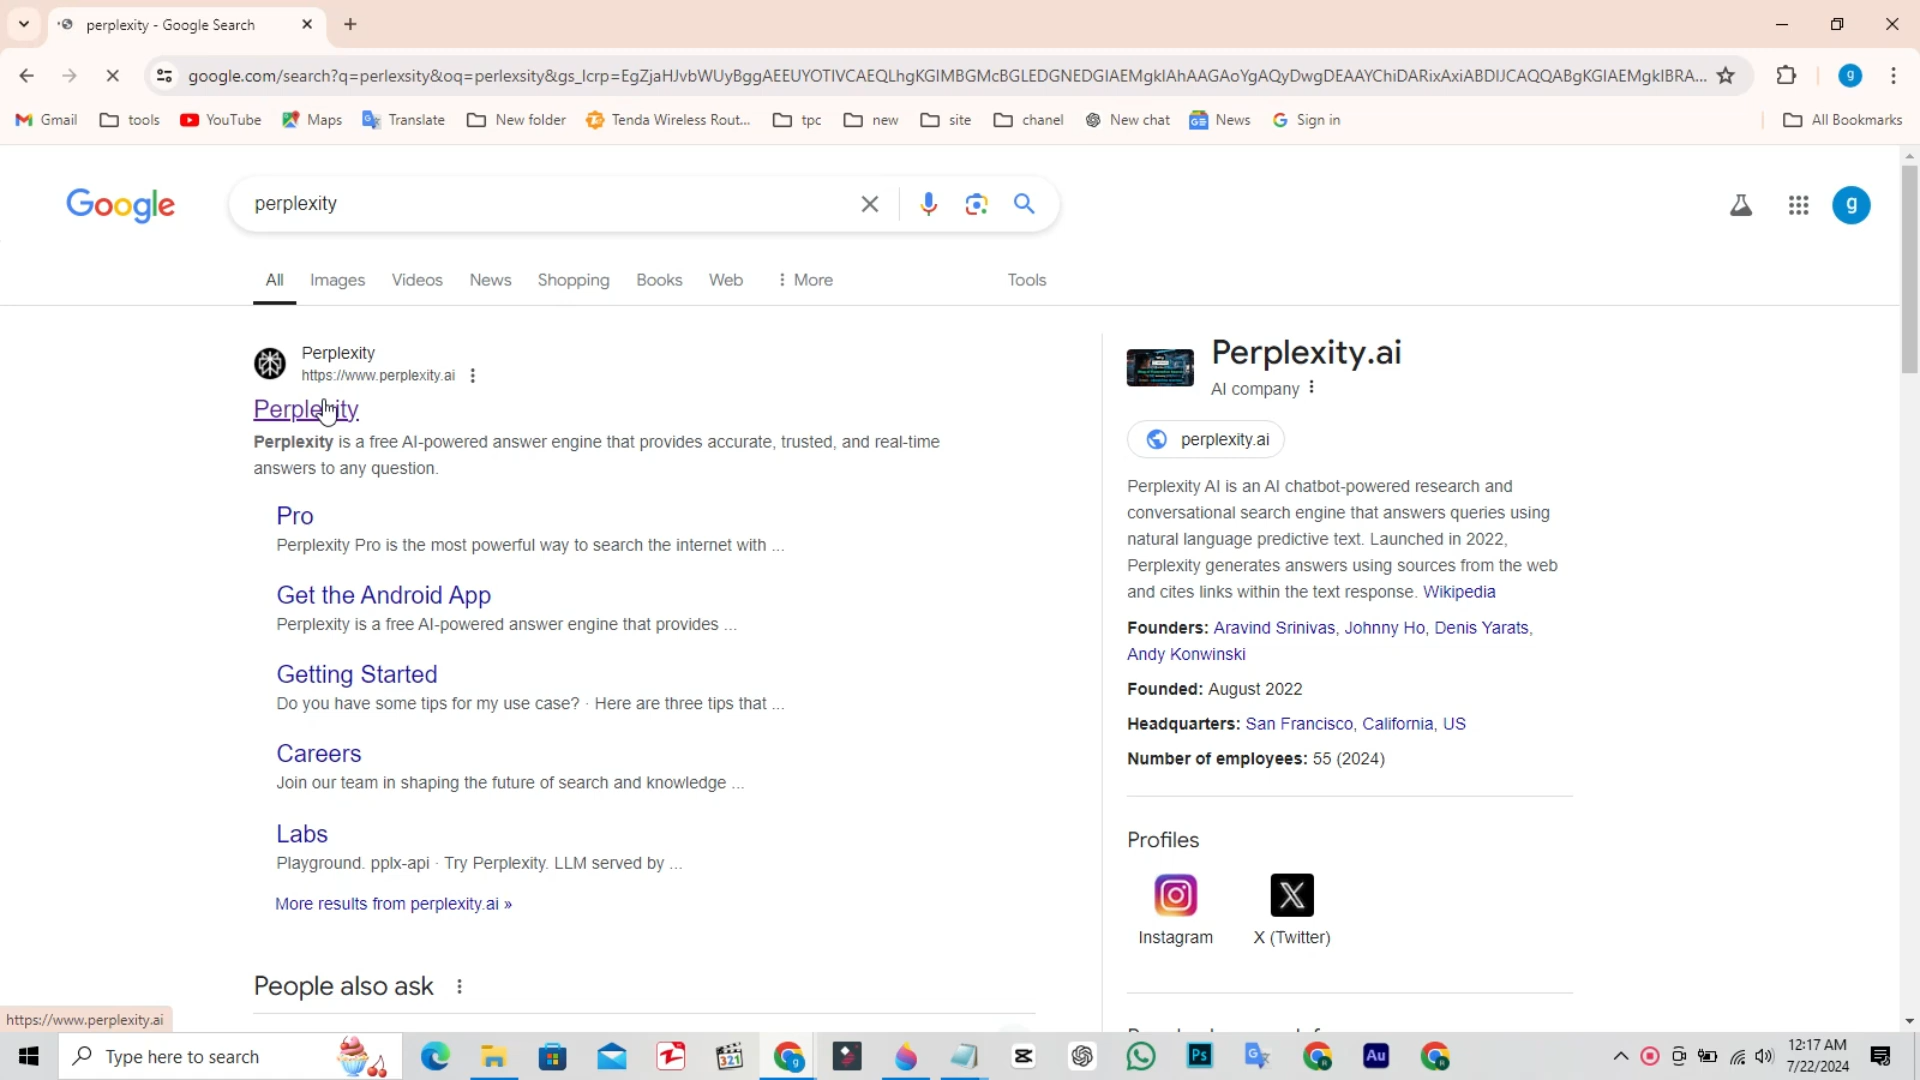 perplexity - Google Search
google.com/search?q=perlexsity&oq=perlexsity&gs_lcrp=EgZjaHJvbWUyBggAEEUYOTIVCAEQLhgKGIMBGMcBGLEDGNEDGIAEMgkIAhAAGAoYgAQyDwgDEAAYChiDARixAxiABDIJCAQQABgKGIAEMgkIBRA...
g
Gmail tools YouTube Maps Translate New folder Tenda Wireless Rout... tpc new site chanel New chat News Sign in All Bookmarks
Google
perplexity
g
All Images Videos News Shopping Books Web More Tools
Perplexity
https://www.perplexity.ai
Perplexity
Perplexity is a free AI-powered answer engine that provides accurate, trusted, and real-time
answers to any question.
Pro
Perplexity Pro is the most powerful way to search the internet with ...
Get the Android App
Perplexity is a free AI-powered answer engine that provides ...
Getting Started
Do you have some tips for my use case? · Here are three tips that ...
Careers
Join our team in shaping the future of search and knowledge ...
Labs
Playground. pplx-api · Try Perplexity. LLM served by ...
More results from perplexity.ai »
People also ask
Perplexity.ai
AI company
perplexity.ai
Perplexity AI is an AI chatbot-powered research and
conversational search engine that answers queries using
natural language predictive text. Launched in 2022,
Perplexity generates answers using sources from the web
and cites links within the text response. Wikipedia
Founders: Aravind Srinivas, Johnny Ho, Denis Yarats,
Andy Konwinski
Founded: August 2022
Headquarters: San Francisco, California, US
Number of employees: 55 (2024)
Profiles
Instagram X (Twitter)
https://www.perplexity.ai
Type here to search
321
Ps
Au
12:17 AM
7/22/2024